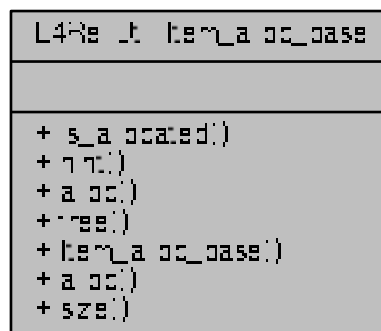 L4Re::Util::Item_alloc_base
+ is_allocated()
+ hint()
+ alloc()
+ free()
+ Item_alloc_base()
+ alloc()
+ size()